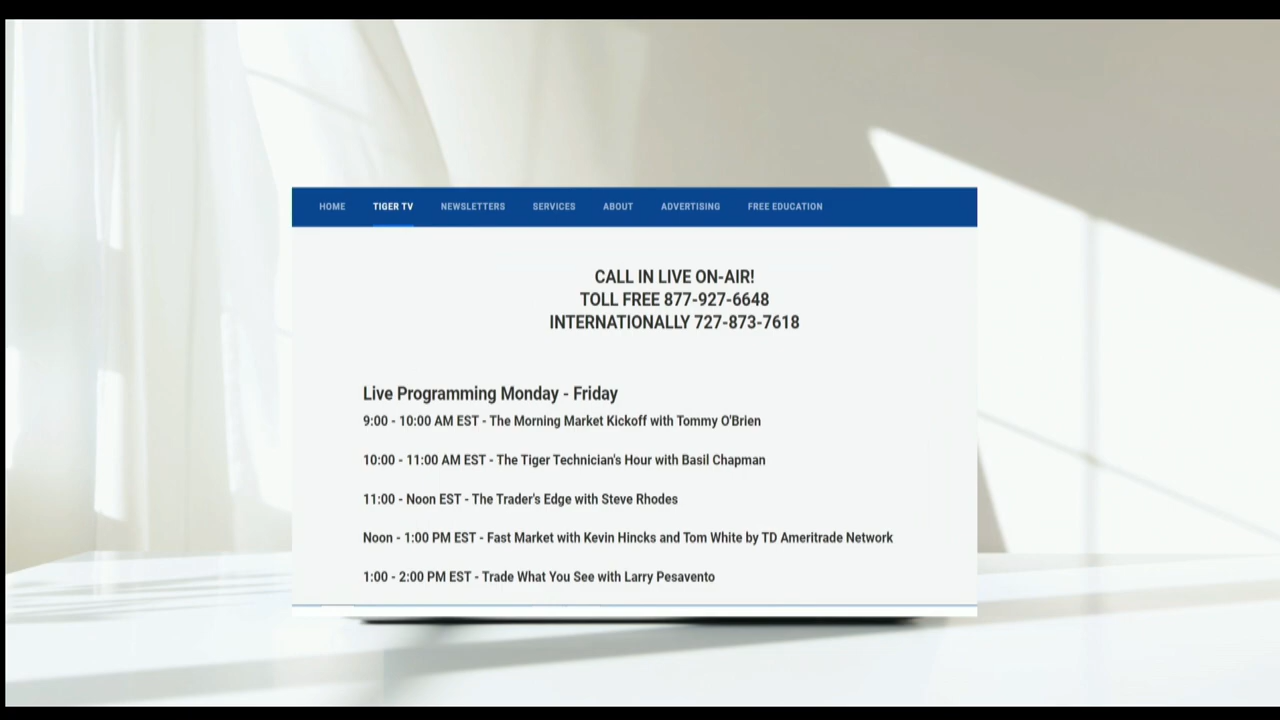 HOME TIGER TV NEWSLETTERS SERVICES ABOUT ADVERTISING FREE EDUCATION
CALL IN LIVE ON-AIR!
TOLL FREE 877-927-6648
INTERNATIONALLY 727-873-7618
Live Programming Monday - Friday
9:00 - 10:00 AM EST - The Morning Market Kickoff with Tommy O'Brien
10:00 - 11:00 AM EST - The Tiger Technician's Hour with Basil Chapman
11:00 - Noon EST - The Trader's Edge with Steve Rhodes
Noon - 1:00 PM EST - Fast Market with Kevin Hincks and Tom White by TD Ameritrade Network
1:00 - 2:00 PM EST - Trade What You See with Larry Pesavento